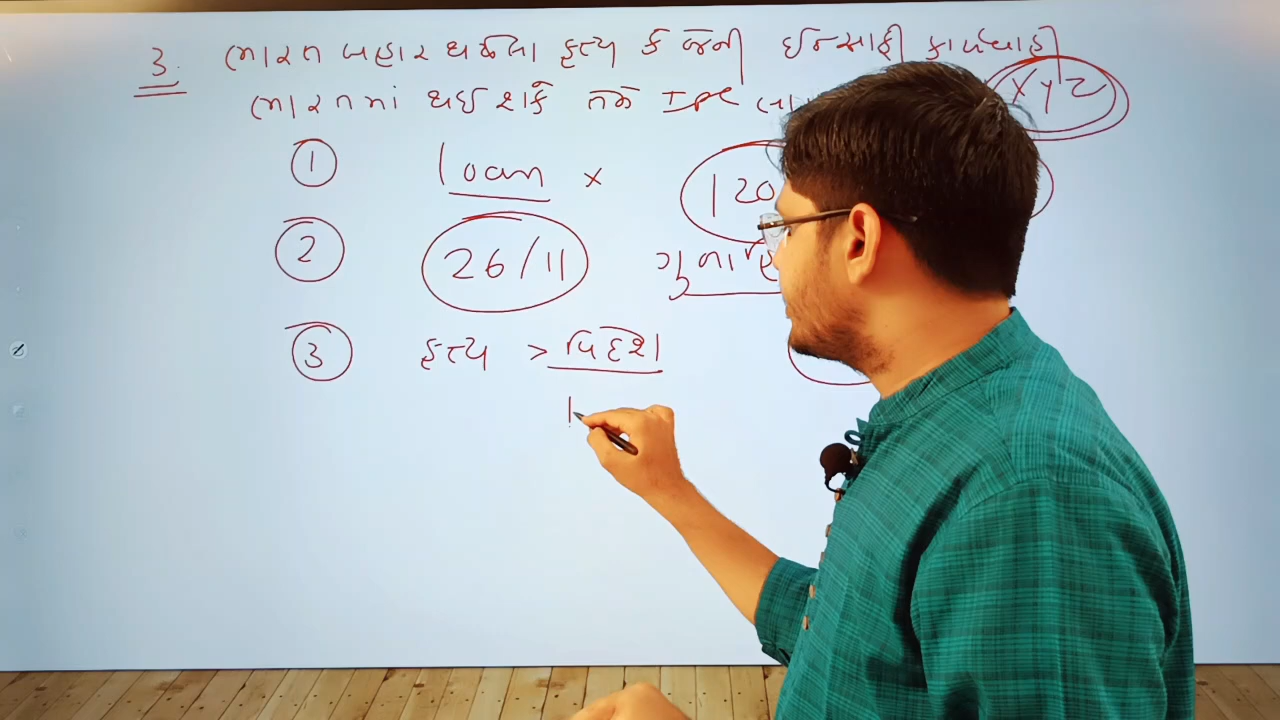 3. ભારત બહાર થયેલા કૃત્ય કે જેની ઈન્સાફી કાર્યવાહી
ભારતમાં થઈ શકે તેને IPC XYZ
① loan × 120
② 26/11
③ કૃત્ય > વિદેશ